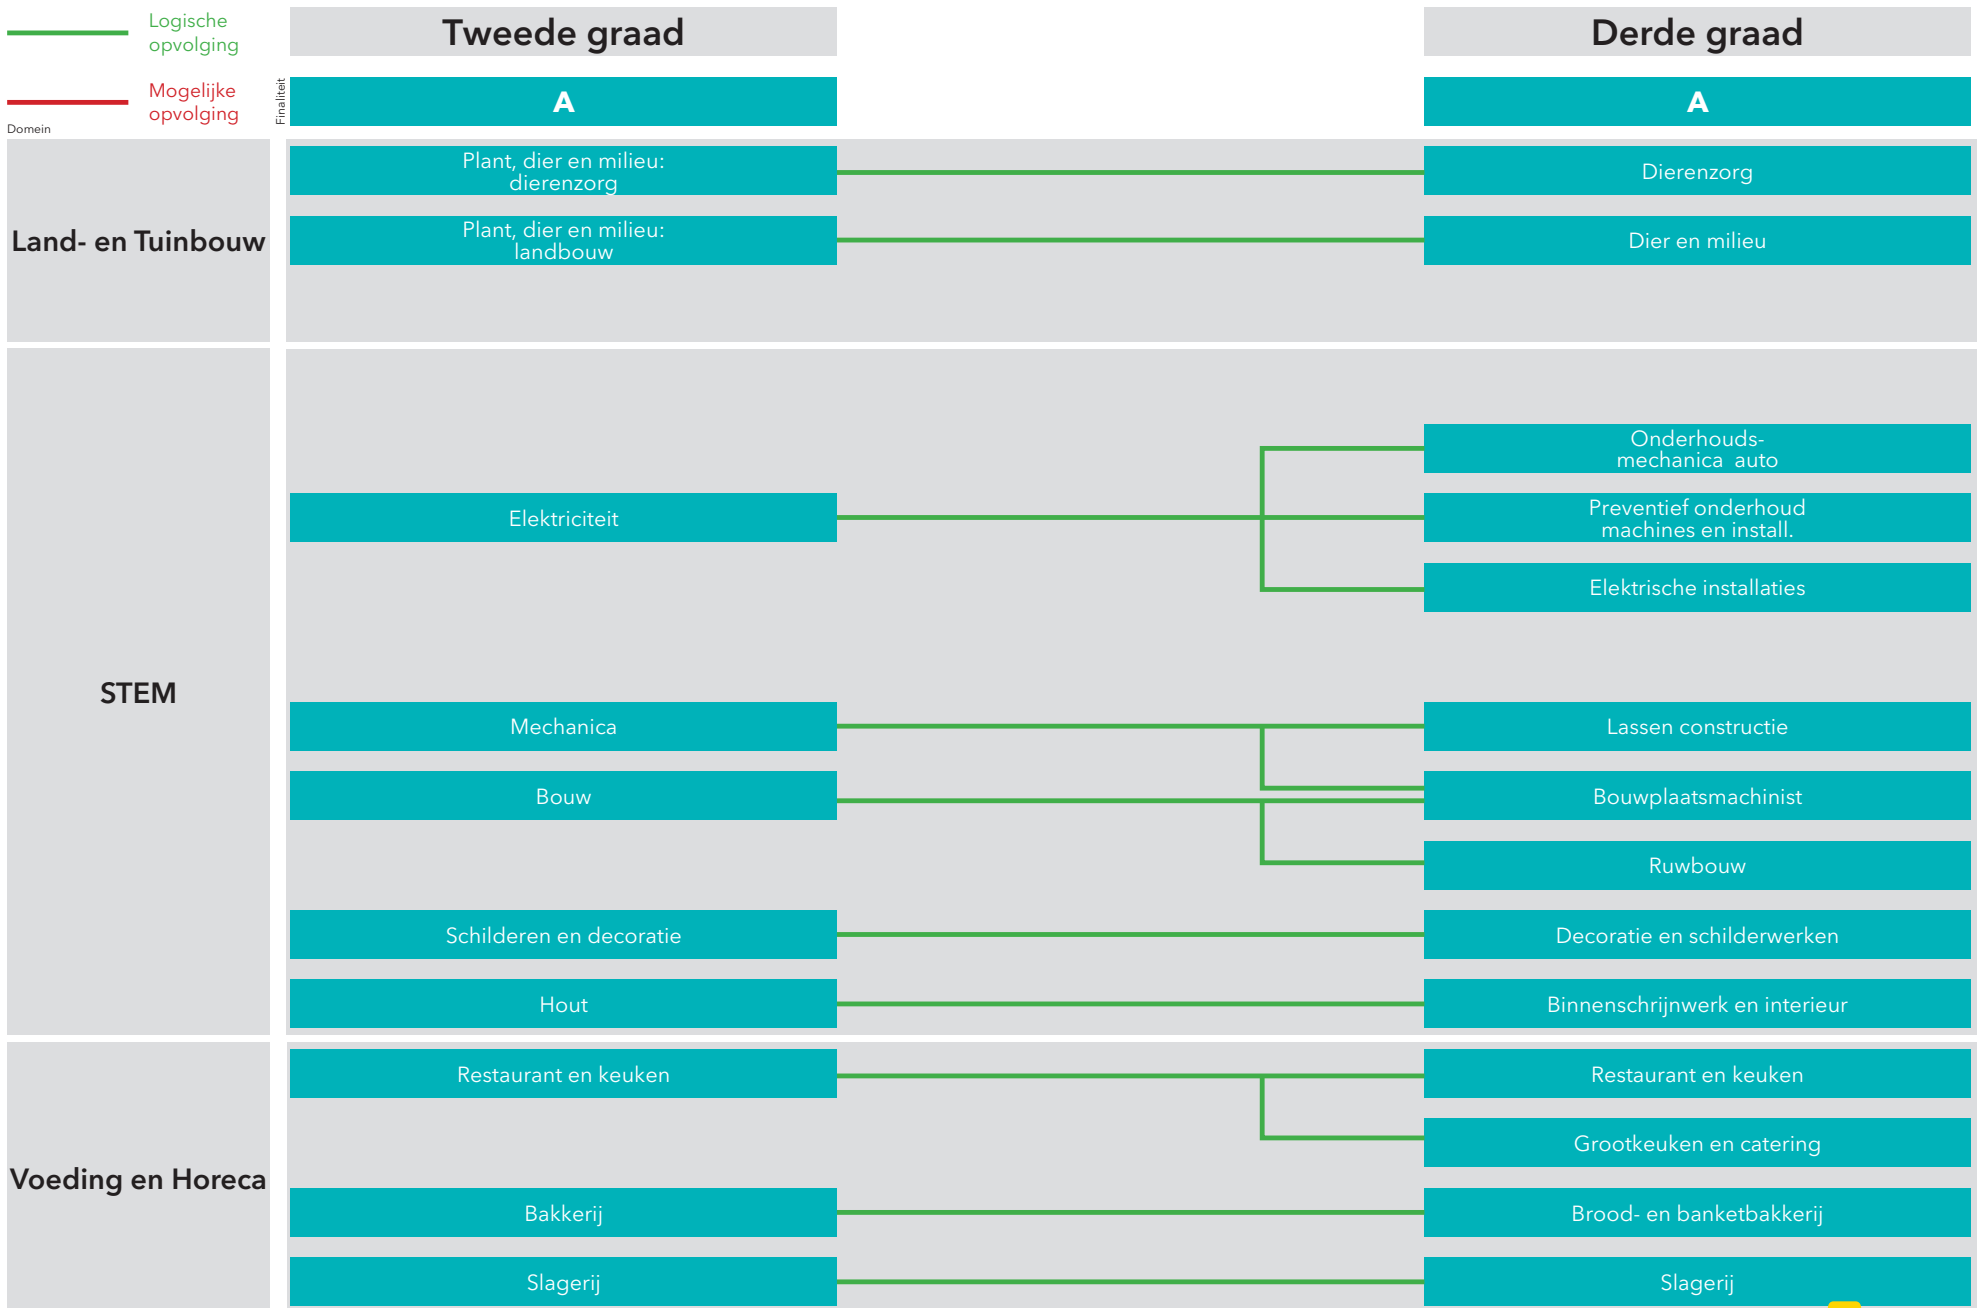 Logische
opvolging
Tweede graad
Derde graad
Mogelijke
opvolging
Finaliteit
A
A
Domein
Land- en Tuinbouw
Plant, dier en milieu:
dierenzorg
Dierenzorg
Plant, dier en milieu:
landbouw
Dier en milieu
STEM
Onderhouds-
mechanica  auto
Elektriciteit
Preventief onderhoud
machines en install.
Elektrische installaties
Mechanica
Lassen constructie
Bouw
Bouwplaatsmachinist
Ruwbouw
Schilderen en decoratie
Decoratie en schilderwerken
Hout
Binnenschrijnwerk en interieur
Voeding en Horeca
Restaurant en keuken
Restaurant en keuken
Grootkeuken en catering
Bakkerij
Brood- en banketbakkerij
Slagerij
Slagerij